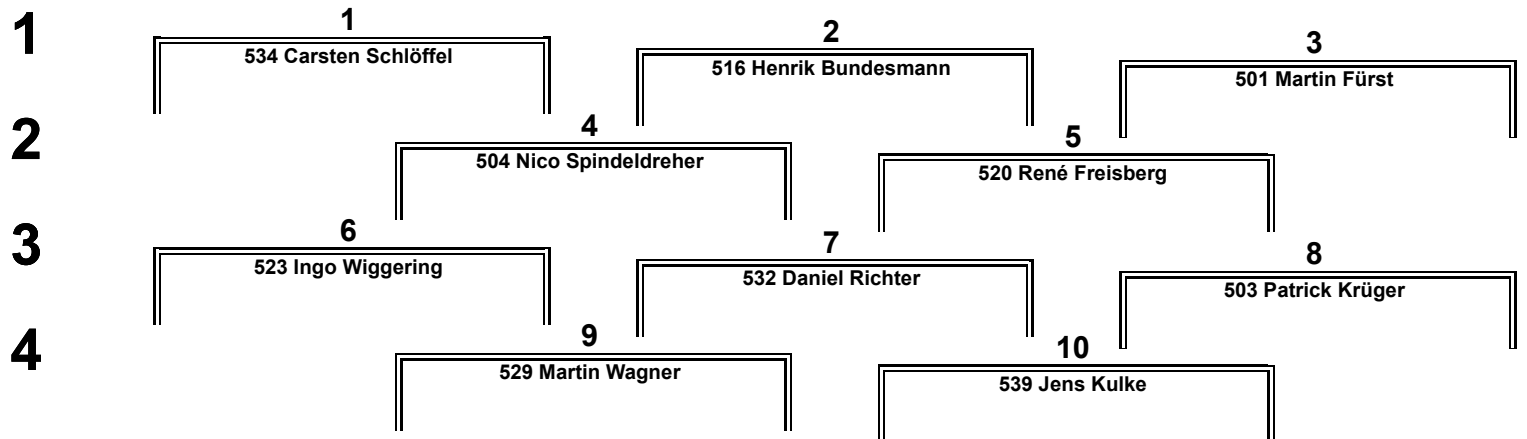 1
1
2
3
534 Carsten Schlöffel
516 Henrik Bundesmann
501 Martin Fürst
2
4
5
504 Nico Spindeldreher
520 René Freisberg
3
6
7
8
523 Ingo Wiggering
532 Daniel Richter
503 Patrick Krüger
4
9
10
529 Martin Wagner
539 Jens Kulke